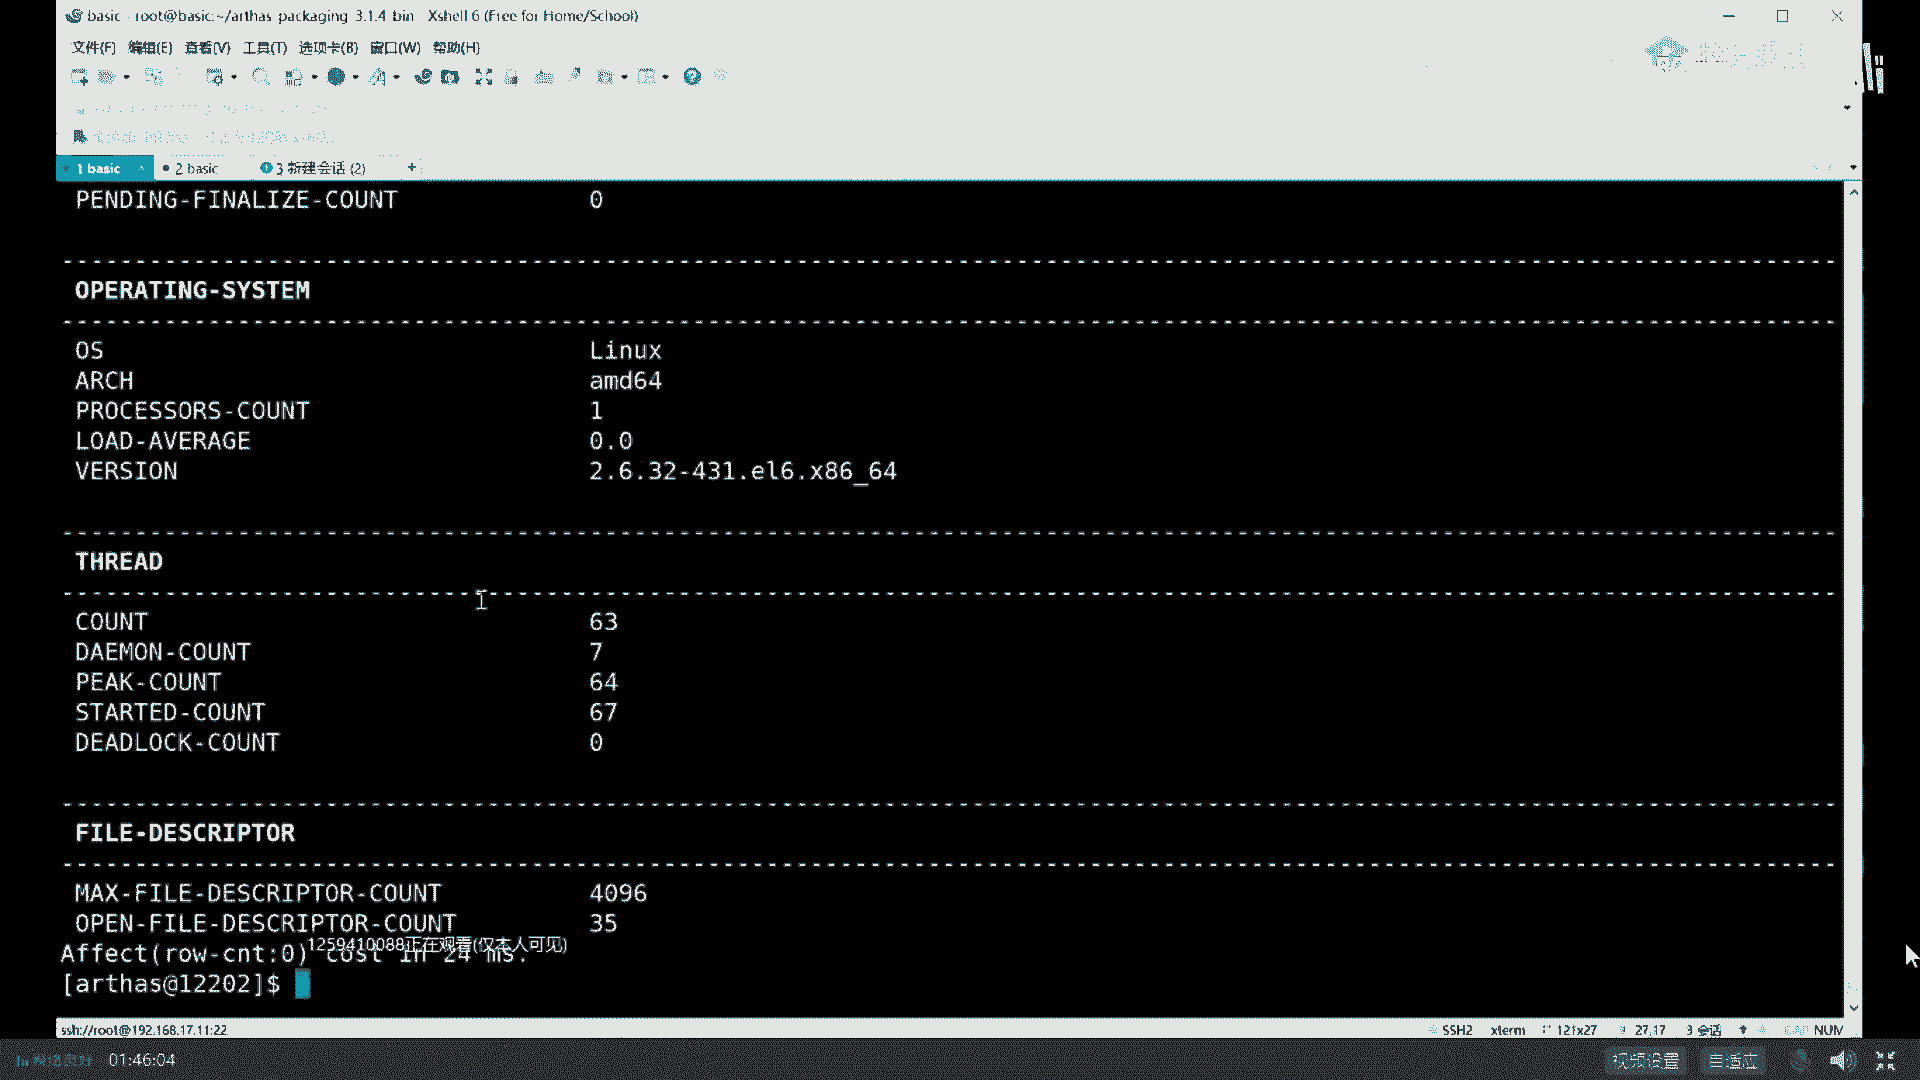 basic - root@basic:~/arthas packaging 3.1.4 bin - Xshell 6 (Free for Home/School)
文件(F) 编辑(E) 查看(V) 工具(T) 选项卡(B) 窗口(W) 帮助(H)
1 basic × 2 basic 3 新建会话 (2) +
PENDING-FINALIZE-COUNT 0
OPERATING-SYSTEM
OS Linux
ARCH amd64
PROCESSORS-COUNT 1
LOAD-AVERAGE 0.0
VERSION 2.6.32-431.el6.x86_64
THREAD
COUNT 63
DAEMON-COUNT 7
PEAK-COUNT 64
STARTED-COUNT 67
DEADLOCK-COUNT 0
FILE-DESCRIPTOR
MAX-FILE-DESCRIPTOR-COUNT 4096
OPEN-FILE-DESCRIPTOR-COUNT 35
1259410088正在观看(仅本人可见)
Affect(row-cnt:0) cost in 24 ms.
[arthas@12202]$
ssh://root@192.168.17.11:22 SSH2 xterm 121x27 27,17 3 会话 CAP NUM
01:46:04 视频设置 自适应